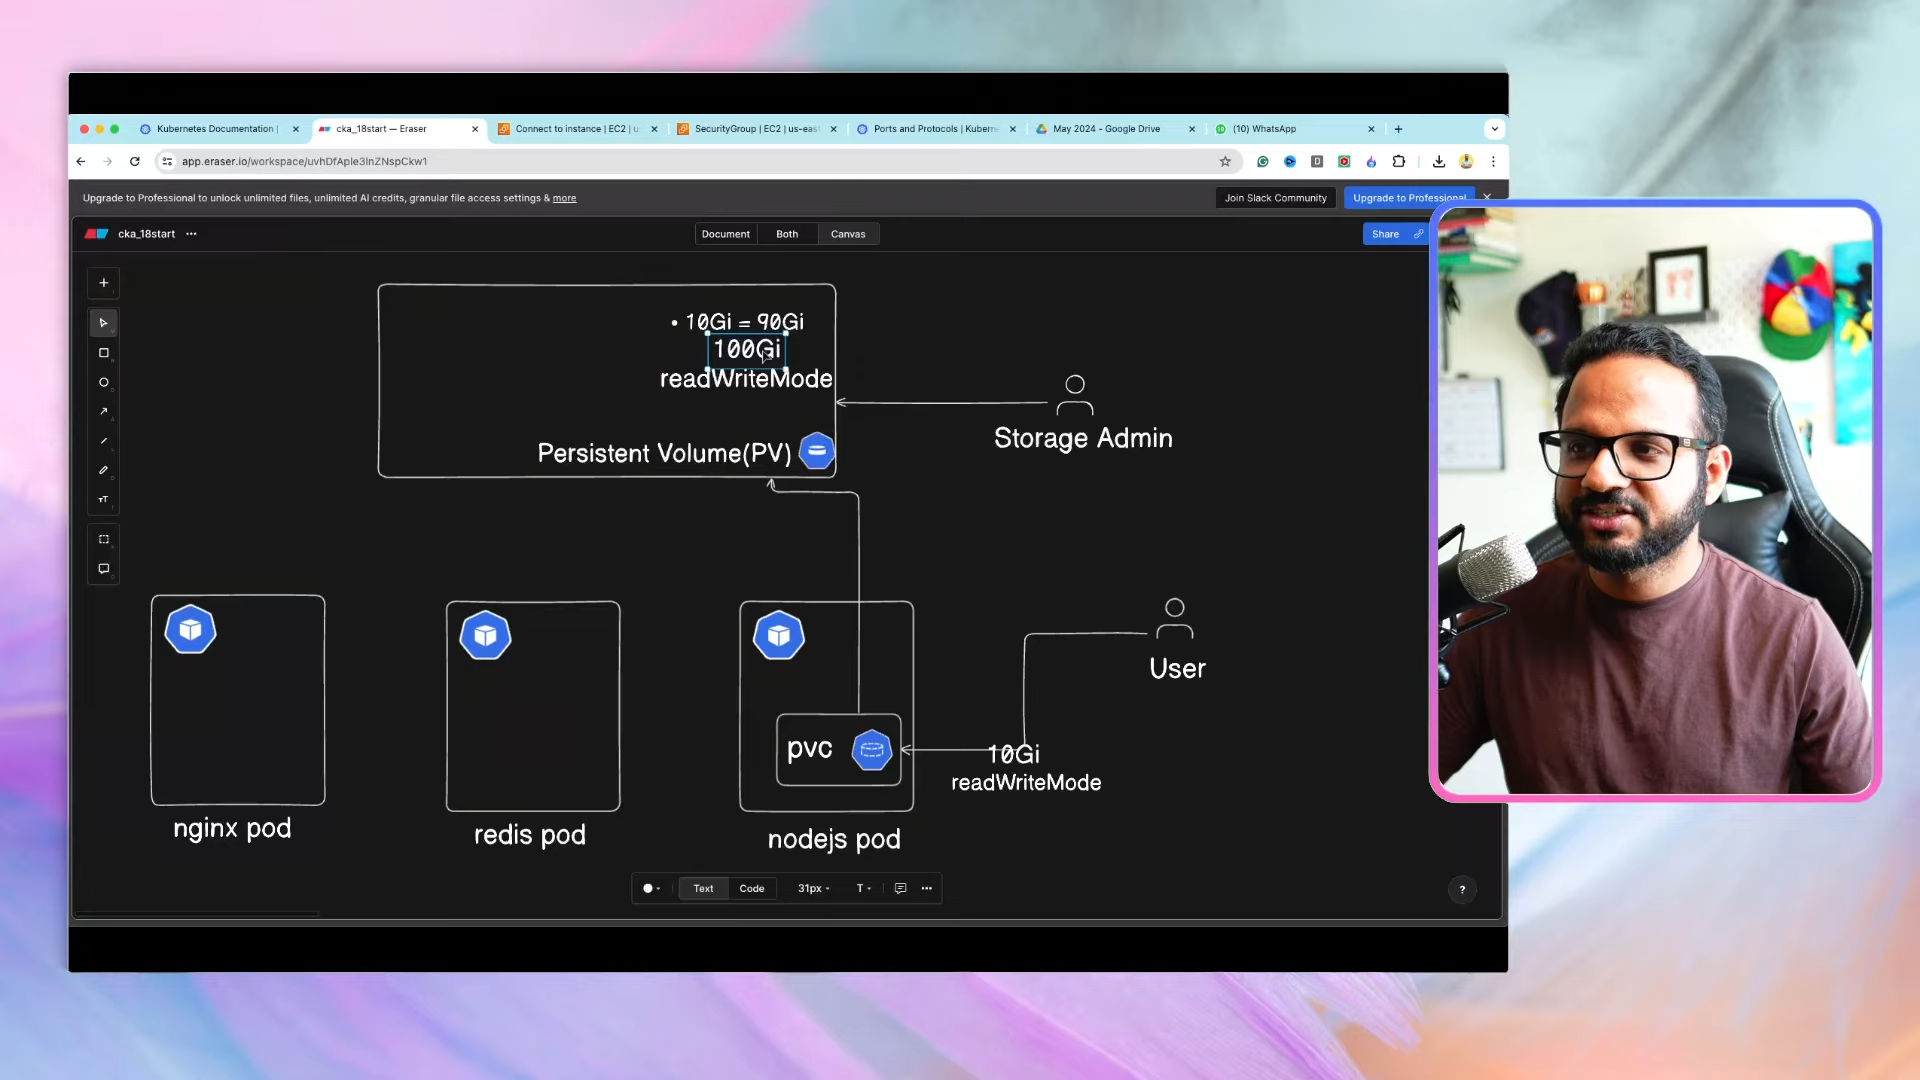 Kubernetes Documentation |
cka_18start — Eraser
Connect to instance | EC2 | u
SecurityGroup | EC2 | us-eas
Ports and Protocols | Kuberne
May 2024 - Google Drive
(10) WhatsApp
app.eraser.io/workspace/uvhDfAple3lnZNspCkw1
Upgrade to Professional to unlock unlimited files, unlimited AI credits, granular file access settings & more
Join Slack Community
Upgrade to Professional
cka_18start
Document
Both
Canvas
Share
• 10Gi = 90Gi
100Gi
readWriteMode
Persistent Volume(PV)
Storage Admin
User
pvc
10Gi
readWriteMode
nginx pod
redis pod
nodejs pod
Text
Code
31px
T
?